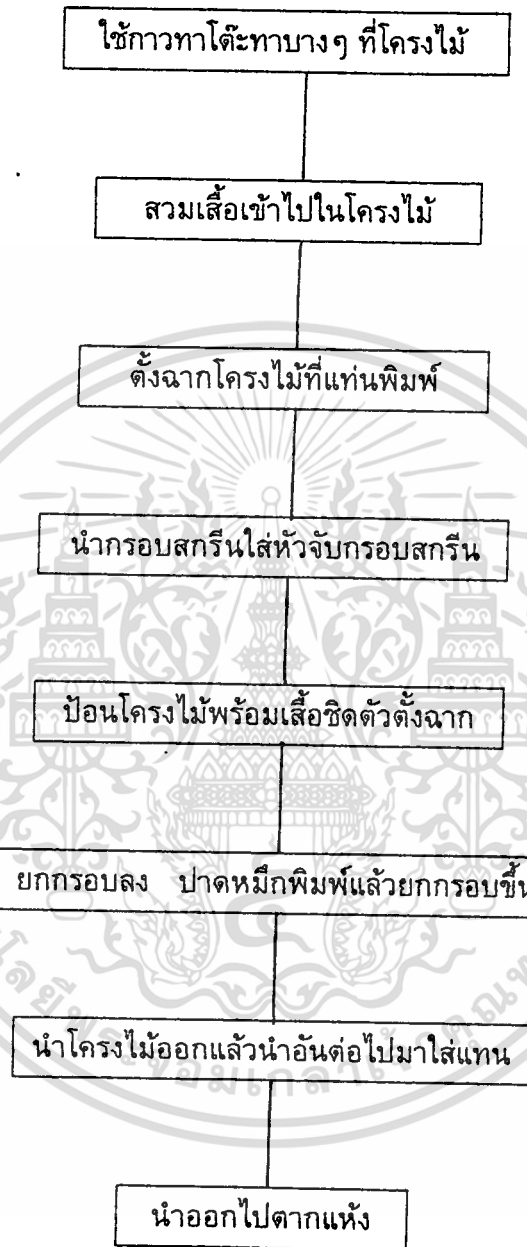 ใช้กาวทาโต๊ะทาบางๆ ที่โครงไม้
สวมเสื้อเข้าไปในโครงไม้
ตั้งฉากโครงไม้ที่แท่นพิมพ์
นำกรอบสกรีนใส่หัวจับกรอบสกรีน
ป้อนโครงไม้พร้อมเสื้อชิดตัวตั้งฉาก
ยกกรอบลง ปาดหมึกพิมพ์แล้วยกกรอบขึ้น
นำโครงไม้ออกแล้วนำอันต่อไปมาใส่แทน
นำออกไปตากแห้ง